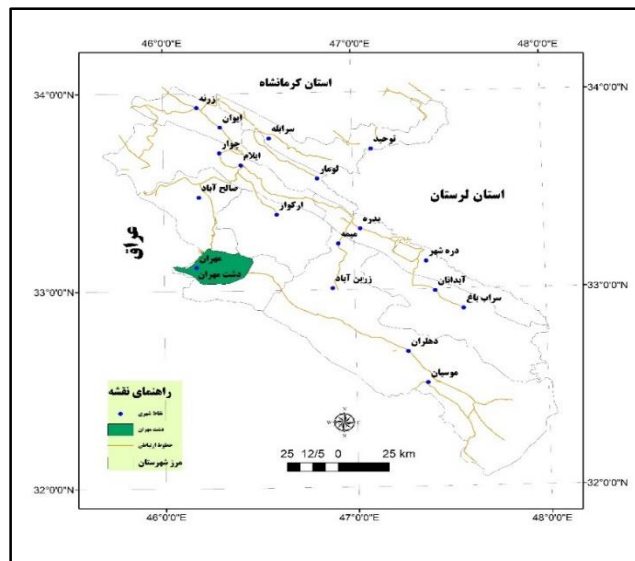 46°0'0"E 47°0'0"E 48°0'0"E
استان کرمانشاه
34°0'0"N 34°0'0"N
زرنه
ایوان
سرابله
توحید
چوار
ایلام
لومار
صالح آباد
ارکواز
استان لرستان
بدره
میمه
عراق
دره شهر
مهران
دشت مهران
زرین آباد
آبدانان
33°0'0"N 33°0'0"N
سراب باغ
دهلران
موسیان
راهنمای نقشه
نقاط شهری
دشت مهران
خطوط ارتباطی
مرز شهرستان
N
25 12/5 0 25 km
32°0'0"N 32°0'0"N
46°0'0"E 47°0'0"E 48°0'0"E